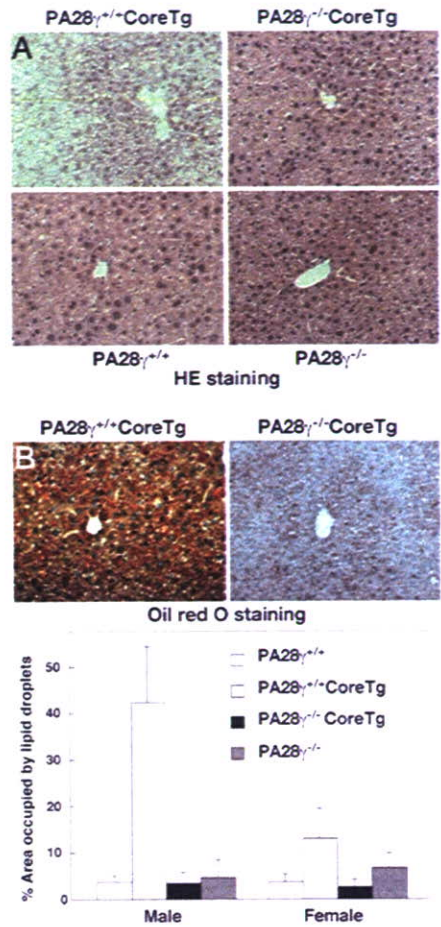 PA28γ+/+CoreTg PA28γ-/-CoreTg
A
PA28γ+/+ PA28γ-/-
HE staining
PA28γ+/+CoreTg PA28γ-/-CoreTg
B
Oil red O staining
% Area occupied by lipid droplets
50
40
30
20
10
0
PA28γ+/+
PA28γ+/+CoreTg
PA28γ-/-CoreTg
PA28γ-/-
Male Female